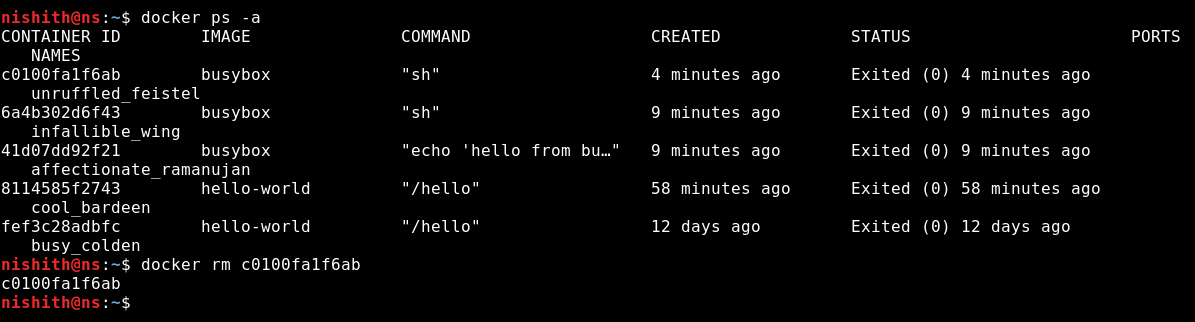 nishith@ns:~$ docker ps -a
CONTAINER ID        IMAGE               COMMAND                  CREATED             STATUS                      PORTS
   NAMES
c0100fa1f6ab        busybox             "sh"                     4 minutes ago       Exited (0) 4 minutes ago
   unruffled_feistel
6a4b302d6f43        busybox             "sh"                     9 minutes ago       Exited (0) 9 minutes ago
   infallible_wing
41d07dd92f21        busybox             "echo 'hello from bu…"   9 minutes ago       Exited (0) 9 minutes ago
   affectionate_ramanujan
8114585f2743        hello-world         "/hello"                 58 minutes ago      Exited (0) 58 minutes ago
   cool_bardeen
fef3c28adbfc        hello-world         "/hello"                 12 days ago         Exited (0) 12 days ago
   busy_colden
nishith@ns:~$ docker rm c0100fa1f6ab
c0100fa1f6ab
nishith@ns:~$